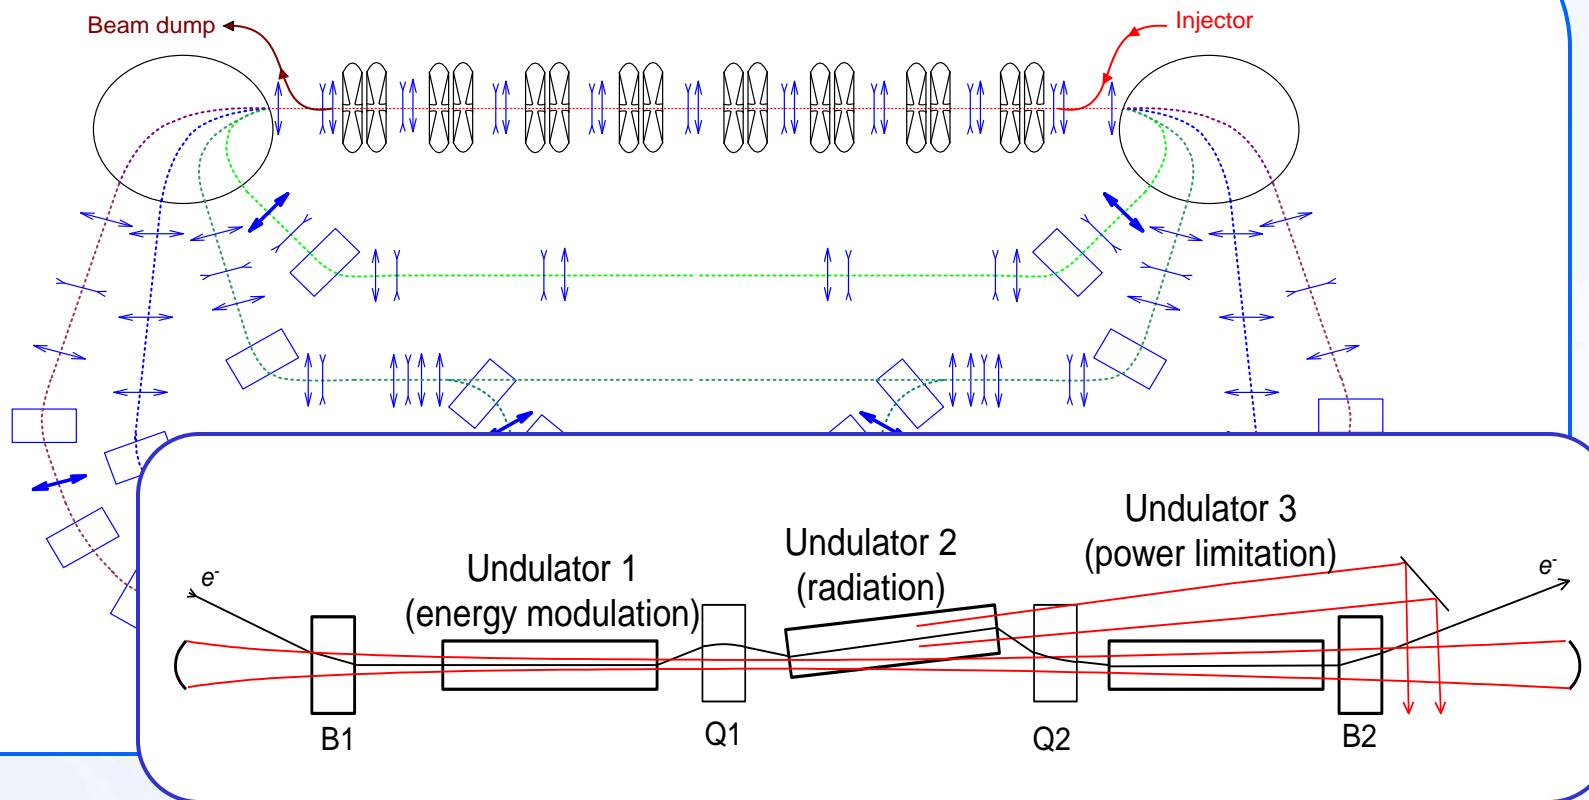 Beam dump
Injector
Undulator 3
(power limitation)
Undulator 2
(radiation)
Undulator 1
(energy modulation)
e-
e-
B1
Q1
Q2
B2